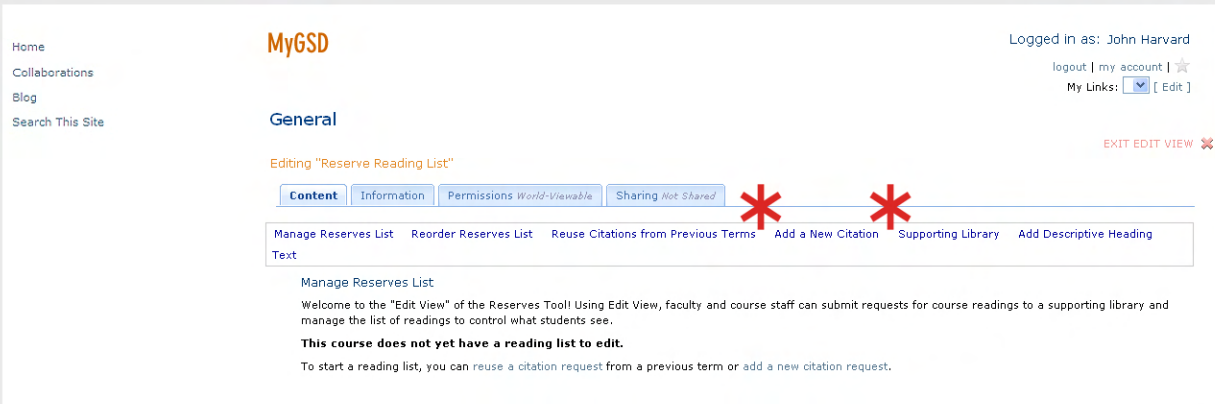 Home
Collaborations
Blog
Search This Site
MyGSD
Logged in as: John Harvard
logout | my account |
My Links: [ Edit ]
General
EXIT EDIT VIEW
Editing "Reserve Reading List"
Content Information Permissions World-Viewable Sharing Not Shared
Manage Reserves List Reorder Reserves List Reuse Citations from Previous Terms Add a New Citation Supporting Library Add Descriptive Heading
Text
Manage Reserves List
Welcome to the "Edit View" of the Reserves Tool! Using Edit View, faculty and course staff can submit requests for course readings to a supporting library and
manage the list of readings to control what students see.
This course does not yet have a reading list to edit.
To start a reading list, you can reuse a citation request from a previous term or add a new citation request.